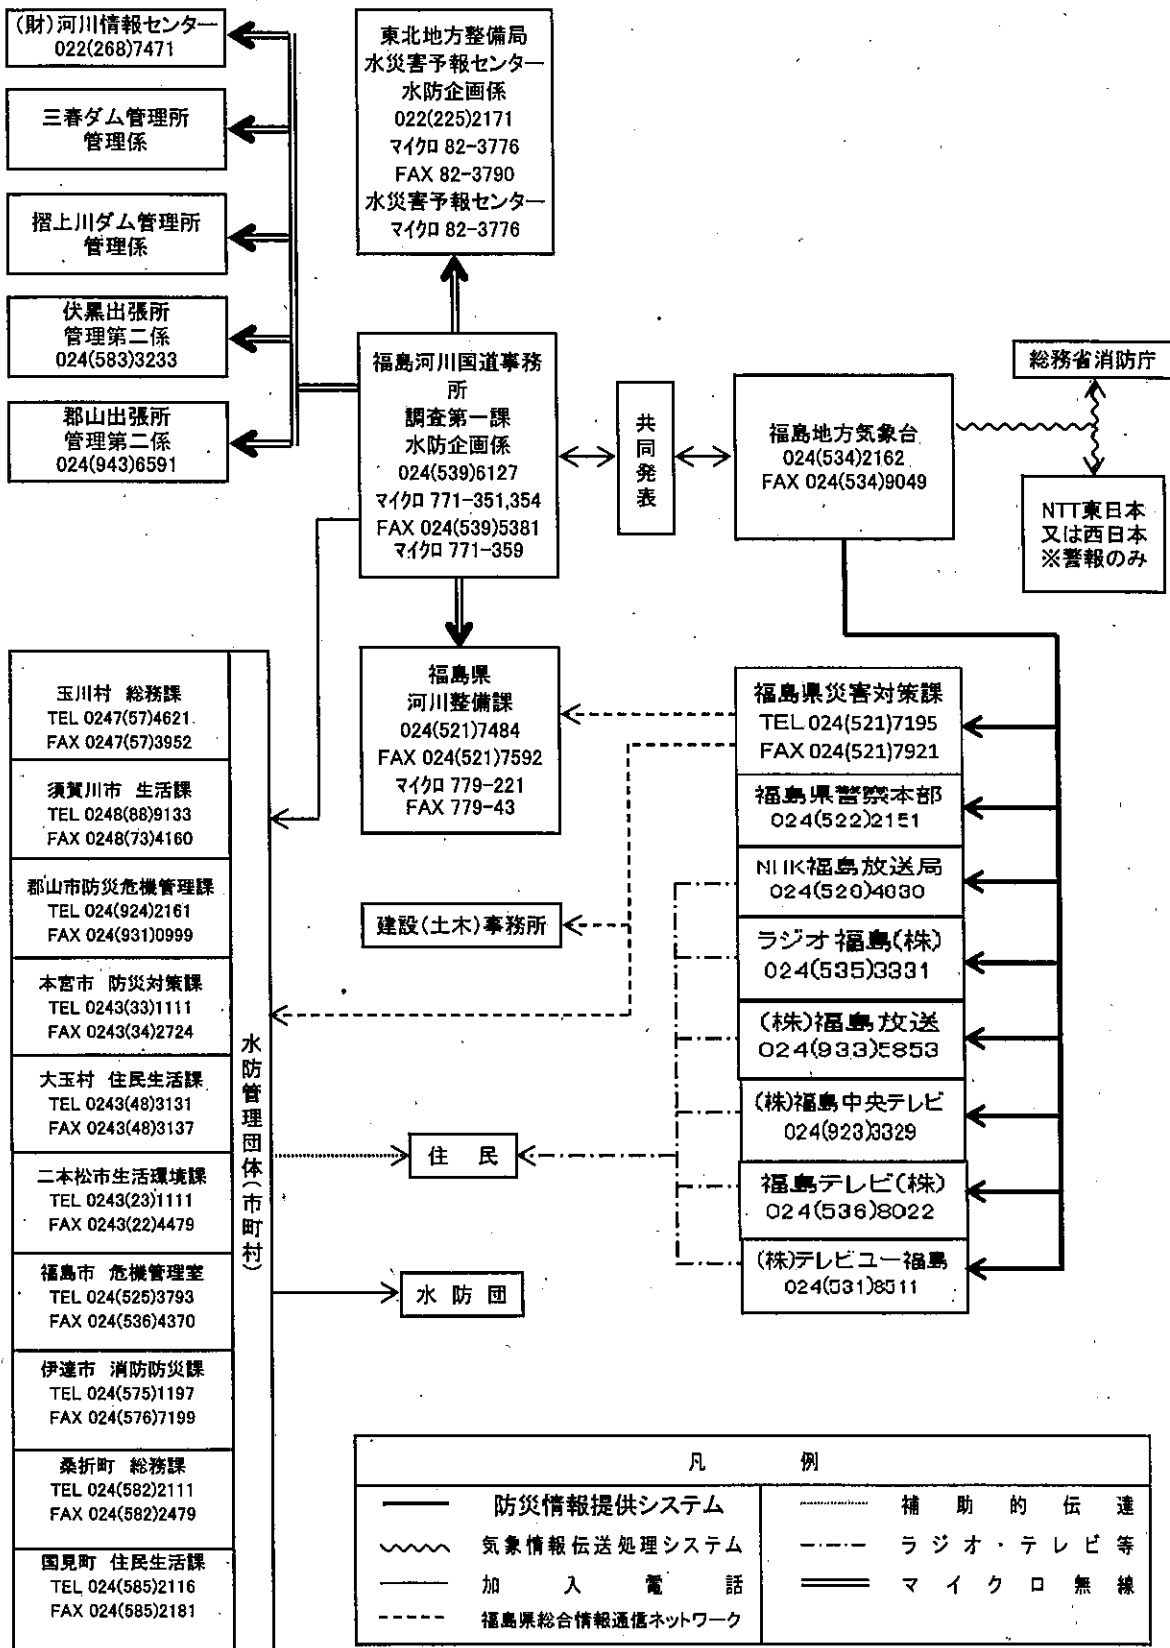 (財)河川情報センター
022(268)7471
三春ダム管理所
管理係
摺上川ダム管理所
管理係
伏黒出張所
管理第二係
024(583)3233
郡山出張所
管理第二係
024(943)6591
東北地方整備局
水災害予報センター
水防企画係
022(225)2171
マイクロ 82-3776
FAX 82-3790
水災害予報センター
マイクロ 82-3776
福島河川国道事務
所
調査第一課
水防企画係
024(539)6127
マイクロ 771-351,354
FAX 024(539)5381
マイクロ 771-359
共同発表
福島地方気象台
024(534)2162
FAX 024(534)9049
総務省消防庁
NTT東日本
又は西日本
※警報のみ
福島県
河川整備課
024(521)7484
FAX 024(521)7592
マイクロ 779-221
FAX 779-43
福島県災害対策課
TEL 024(521)7195
FAX 024(521)7921
福島県警察本部
024(522)2151
NHK福島放送局
024(526)4030
ラジオ福島(株)
024(535)3331
(株)福島放送
024(933)5853
(株)福島中央テレビ
024(923)3329
福島テレビ(株)
024(536)8022
(株)テレビユー福島
024(531)8511
建設(土木)事務所
住 民
水 防 団
玉川村 総務課
TEL 0247(57)4621
FAX 0247(57)3952
須賀川市 生活課
TEL 0248(88)9133
FAX 0248(73)4160
郡山市防災危機管理課
TEL 024(924)2161
FAX 024(931)0999
本宮市 防災対策課
TEL 0243(33)1111
FAX 0243(34)2724
大玉村 住民生活課
TEL 0243(48)3131
FAX 0243(48)3137
二本松市生活環境課
TEL 0243(23)1111
FAX 0243(22)4479
福島市 危機管理室
TEL 024(525)3793
FAX 024(536)4370
伊達市 消防防災課
TEL 024(575)1197
FAX 024(576)7199
桑折町 総務課
TEL 024(582)2111
FAX 024(582)2479
国見町 住民生活課
TEL 024(585)2116
FAX 024(585)2181
水防管理団体(市町村)
凡 例
防災情報提供システム
気象情報伝送処理システム
加 入 電 話
福島県総合情報通信ネットワーク
補 助 的 伝 達
ラ ジ オ ・ テ レ ビ 等
マ イ ク ロ 無 線